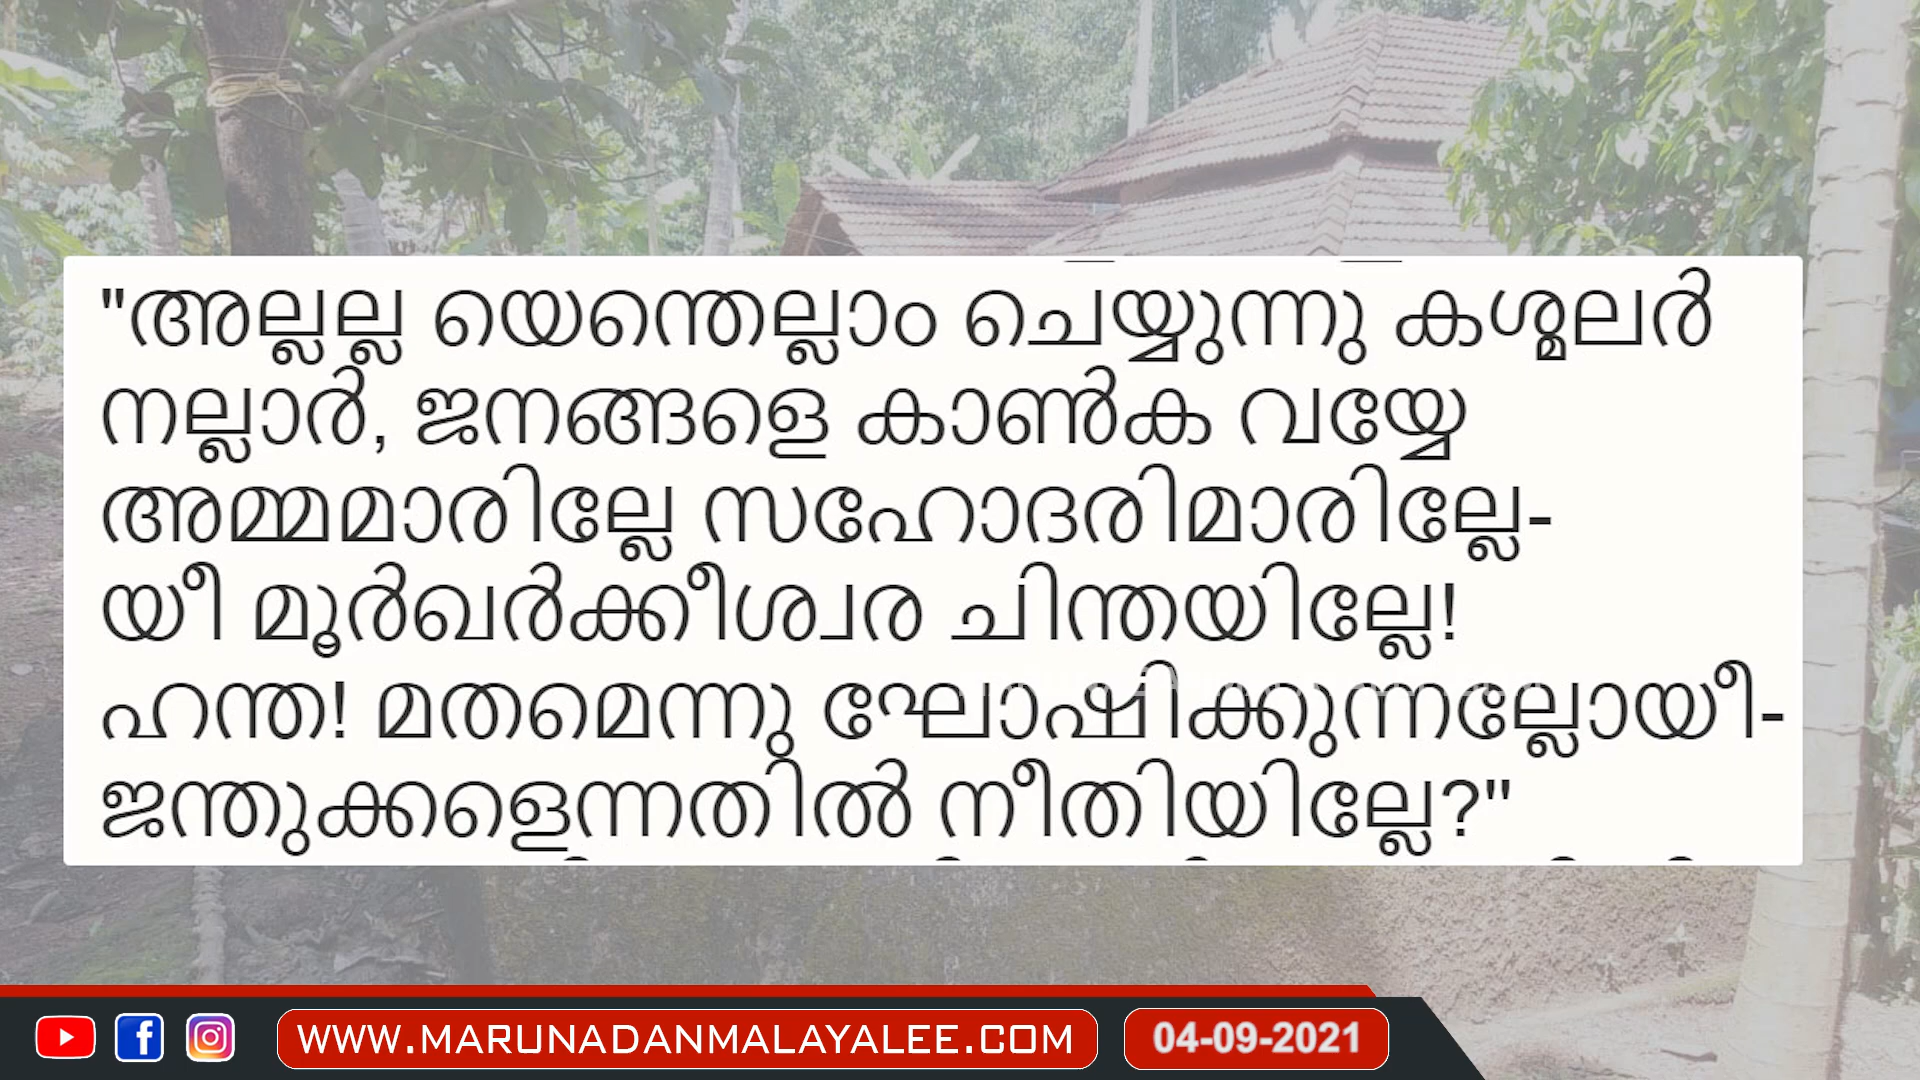 "അല്ലല്ല യെന്തെല്ലാം ചെയ്യുന്നു കശ്മലർ
നല്ലാർ, ജനങ്ങളെ കാൺക വയ്യേ
അമ്മമാരില്ലേ സഹോദരിമാരില്ലേ-
യീ മൂർഖർക്കീശ്വര ചിന്തയില്ലേ!
ഹന്ത! മതമെന്നു ഘോഷിക്കുന്നല്ലോയീ-
ജന്തുക്കളെന്നതിൽ നീതിയില്ലേ?"
WWW.MARUNADANMALAYALEE.COM
04-09-2021